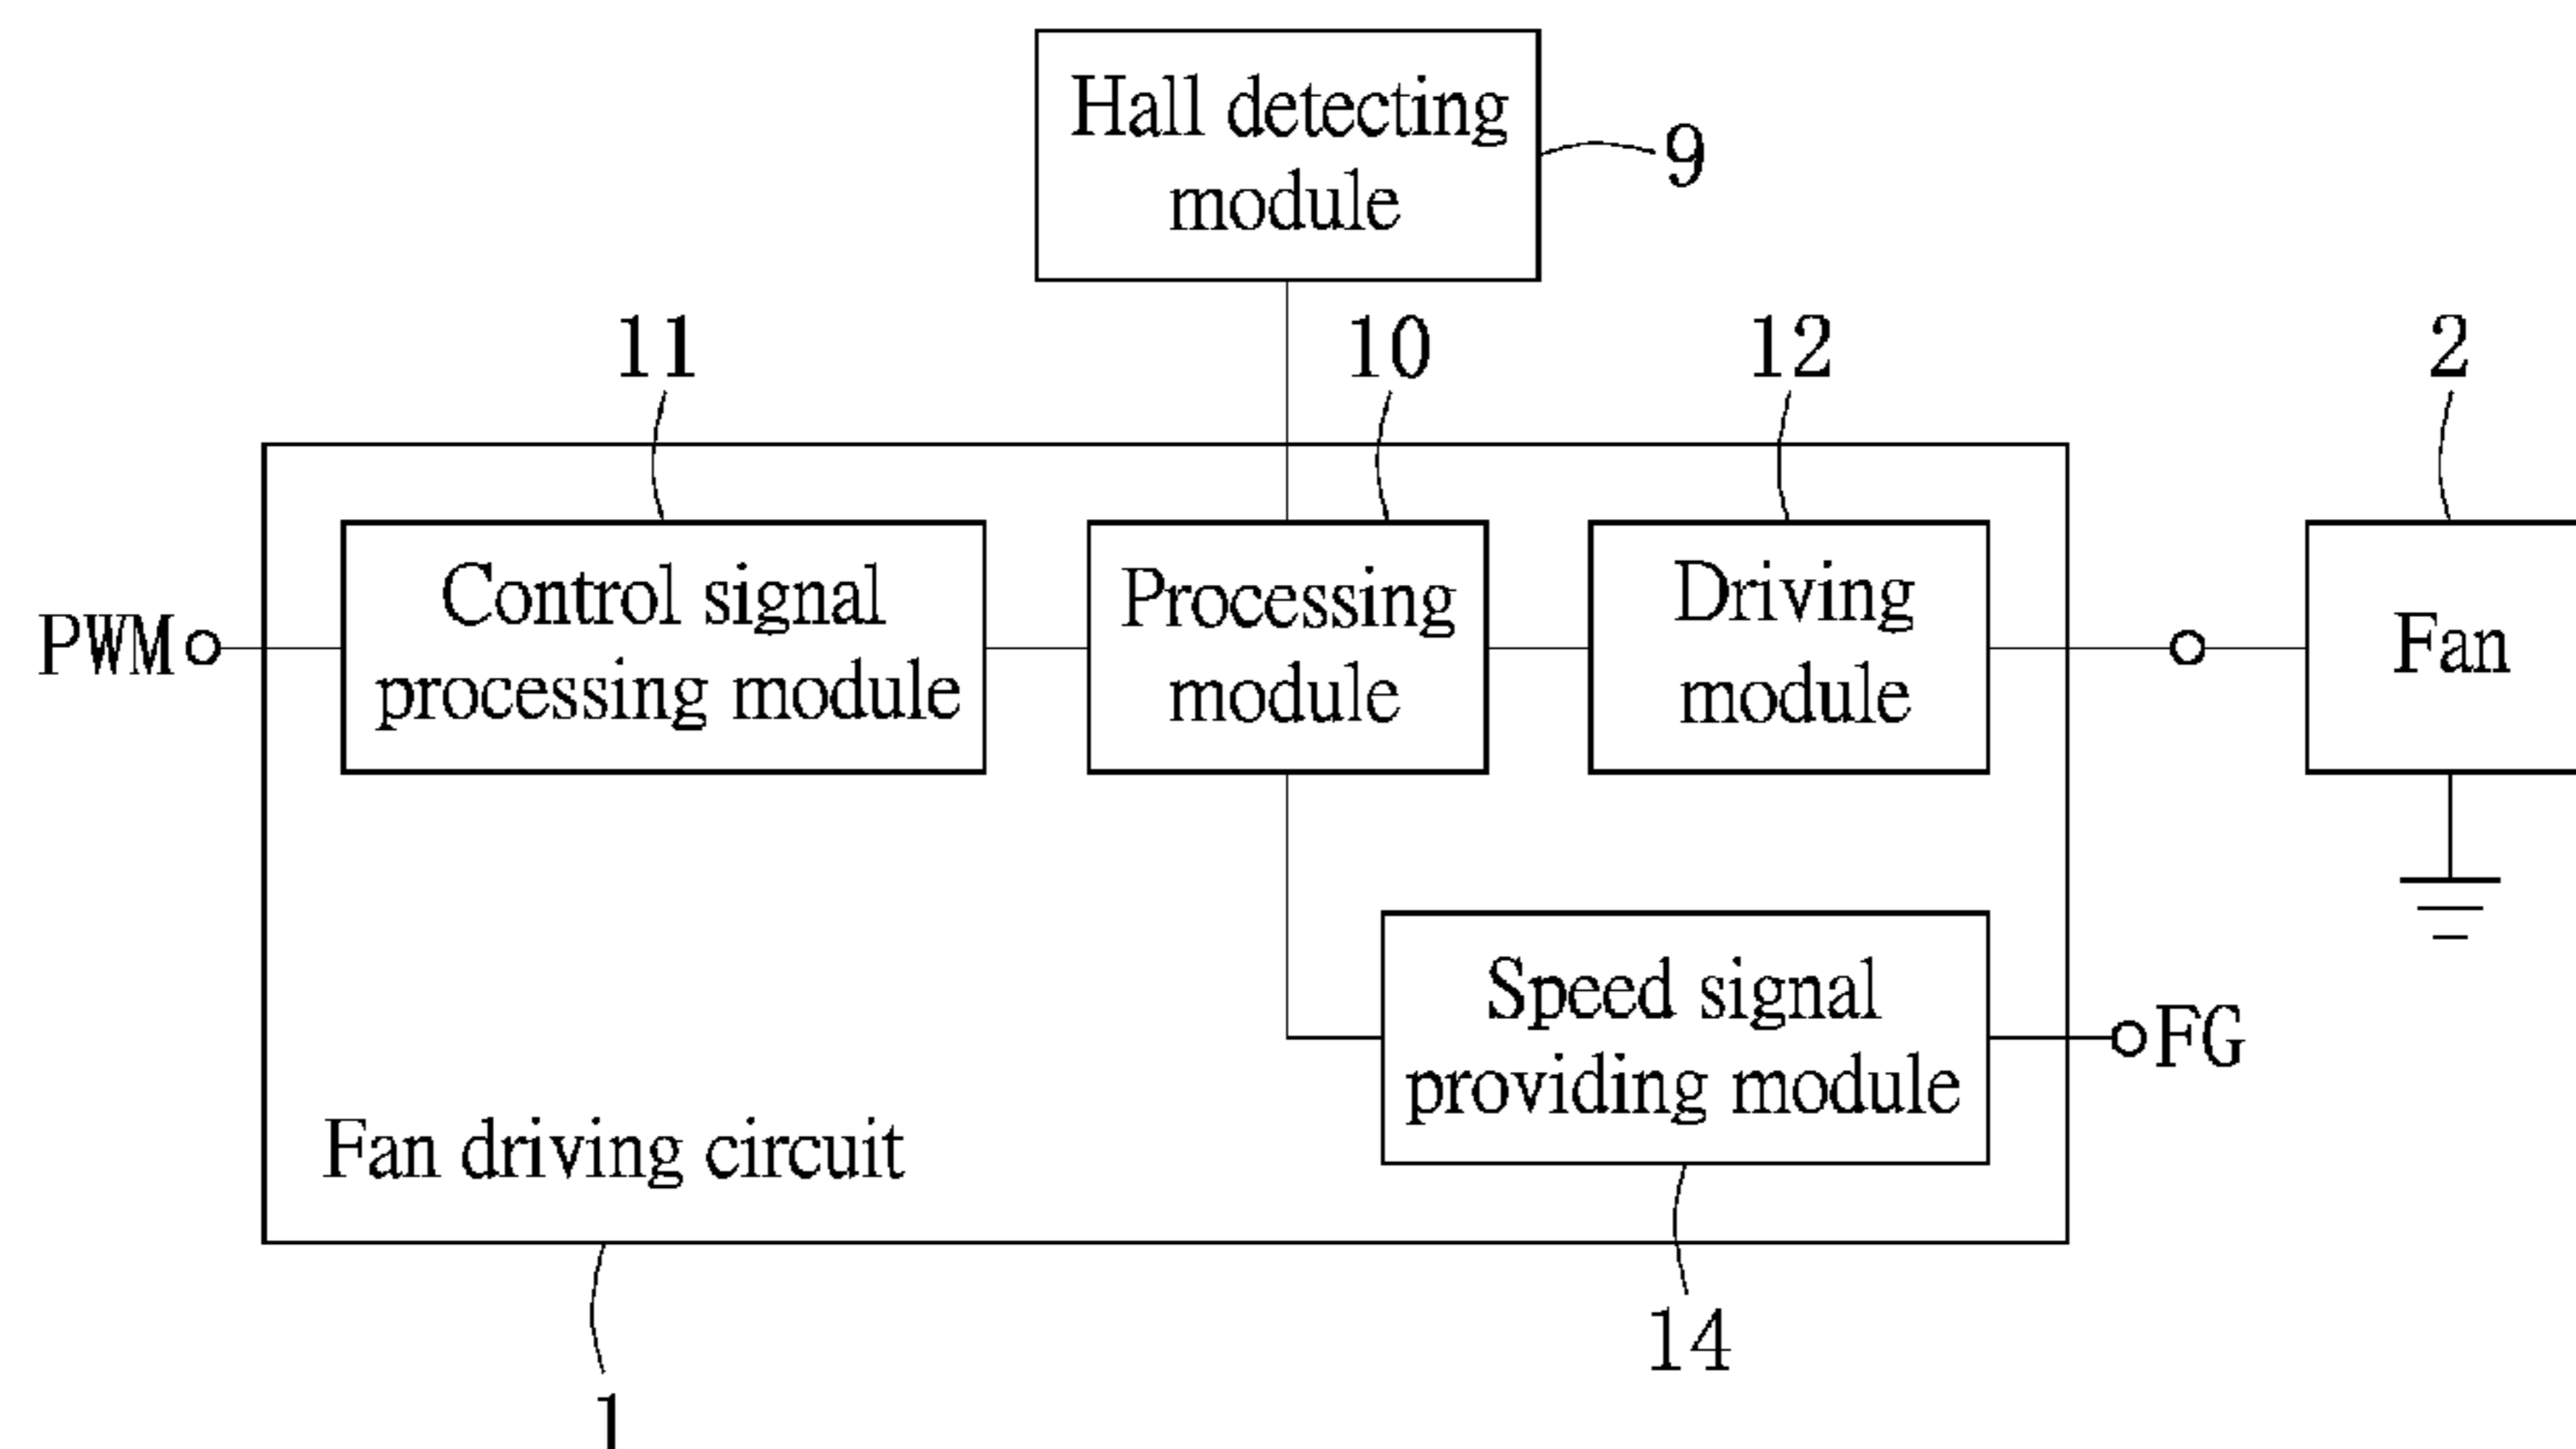 Hall detecting
module
9
11
10
12
2
PWM
Control signal
processing module
Processing
module
Driving
module
Fan
Speed signal
providing module
FG
Fan driving circuit
14
1